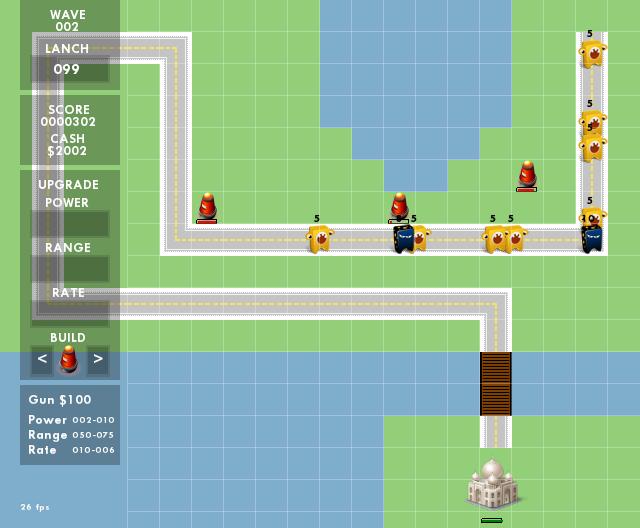 WAVE
002
LANCH
099
SCORE
0000302
CASH
$2002
UPGRADE
POWER
RANGE
RATE
BUILD
< >
Gun $100
Power 002-010
Range 050-075
Rate 010-006
26 fps
5
5
5
5
5
5
5
5